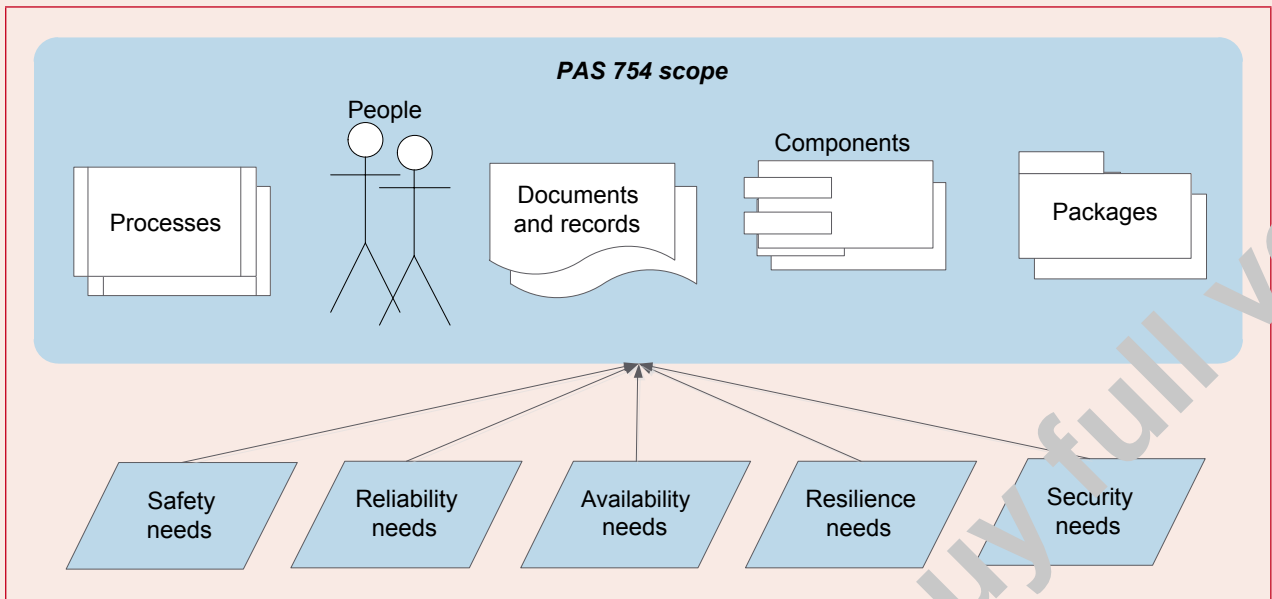 PAS 754 scope
People
Processes
Documents
and records
Components
Packages
Safety
needs
Reliability
needs
Availability
needs
Resilience
needs
Security
needs
full